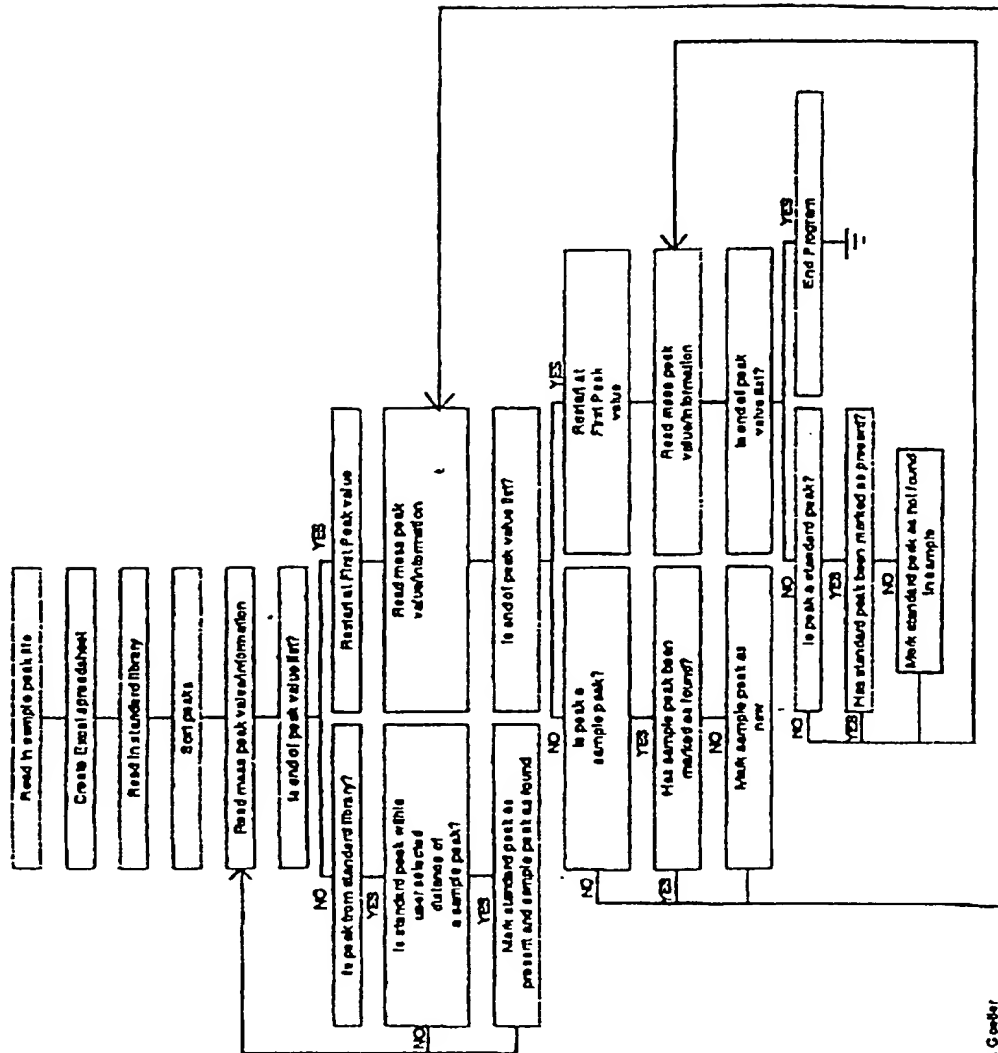 Read in sample peak file
Create Excel spreadsheet
Read in standard library
Sort peaks
Read mass peak value/information
Is end of peak value list?
NO
YES
Is peak from standard library?
Restart at First Peak value
YES
Is standard peak within
user selected
distance of
a sample peak?
Read mass peak
value/information
NO
YES
Mark standard peak as
present and sample peak as found
Is end of peak value list?
NO
YES
Is peak a
sample peak?
Restart at
First Peak
value
NO
YES
Has sample peak been
marked as found?
Read mass peak
value/information
YES
NO
Mark sample peak as
new
Is end of peak
value list?
NO
YES
Is peak a standard peak?
End Program
NO
YES
Has standard peak been marked as present?
YES
NO
Mark standard peak as not found
in sample